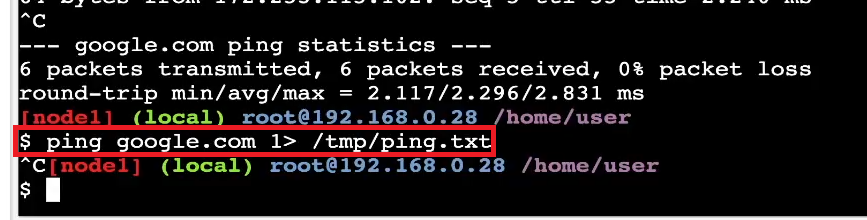 ^C
--- google.com ping statistics ---
6 packets transmitted, 6 packets received, 0% packet loss
round-trip min/avg/max = 2.117/2.296/2.831 ms
[node1] (local) root@192.168.0.28 /home/user
$ ping google.com 1> /tmp/ping.txt
^C[node1] (local) root@192.168.0.28 /home/user
$